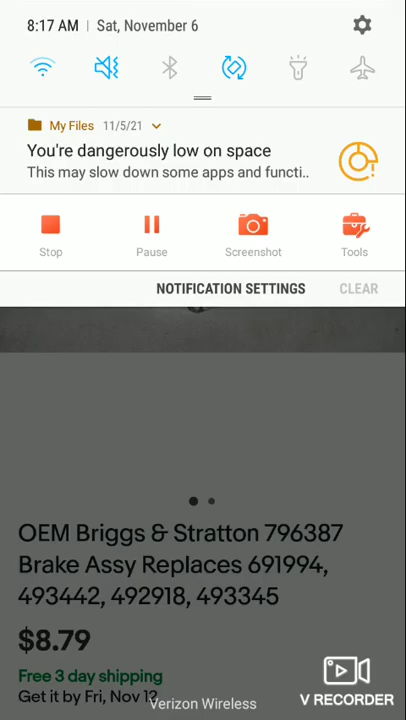 8:17 AM | Sat, November 6
My Files 11/5/21
You're dangerously low on space
This may slow down some apps and functi..
Stop Pause Screenshot Tools
NOTIFICATION SETTINGS CLEAR
OEM Briggs & Stratton 796387
Brake Assy Replaces 691994,
493442, 492918, 493345
$8.79
Free 3 day shipping
Get it by Fri, Nov 12
Verizon Wireless
V RECORDER